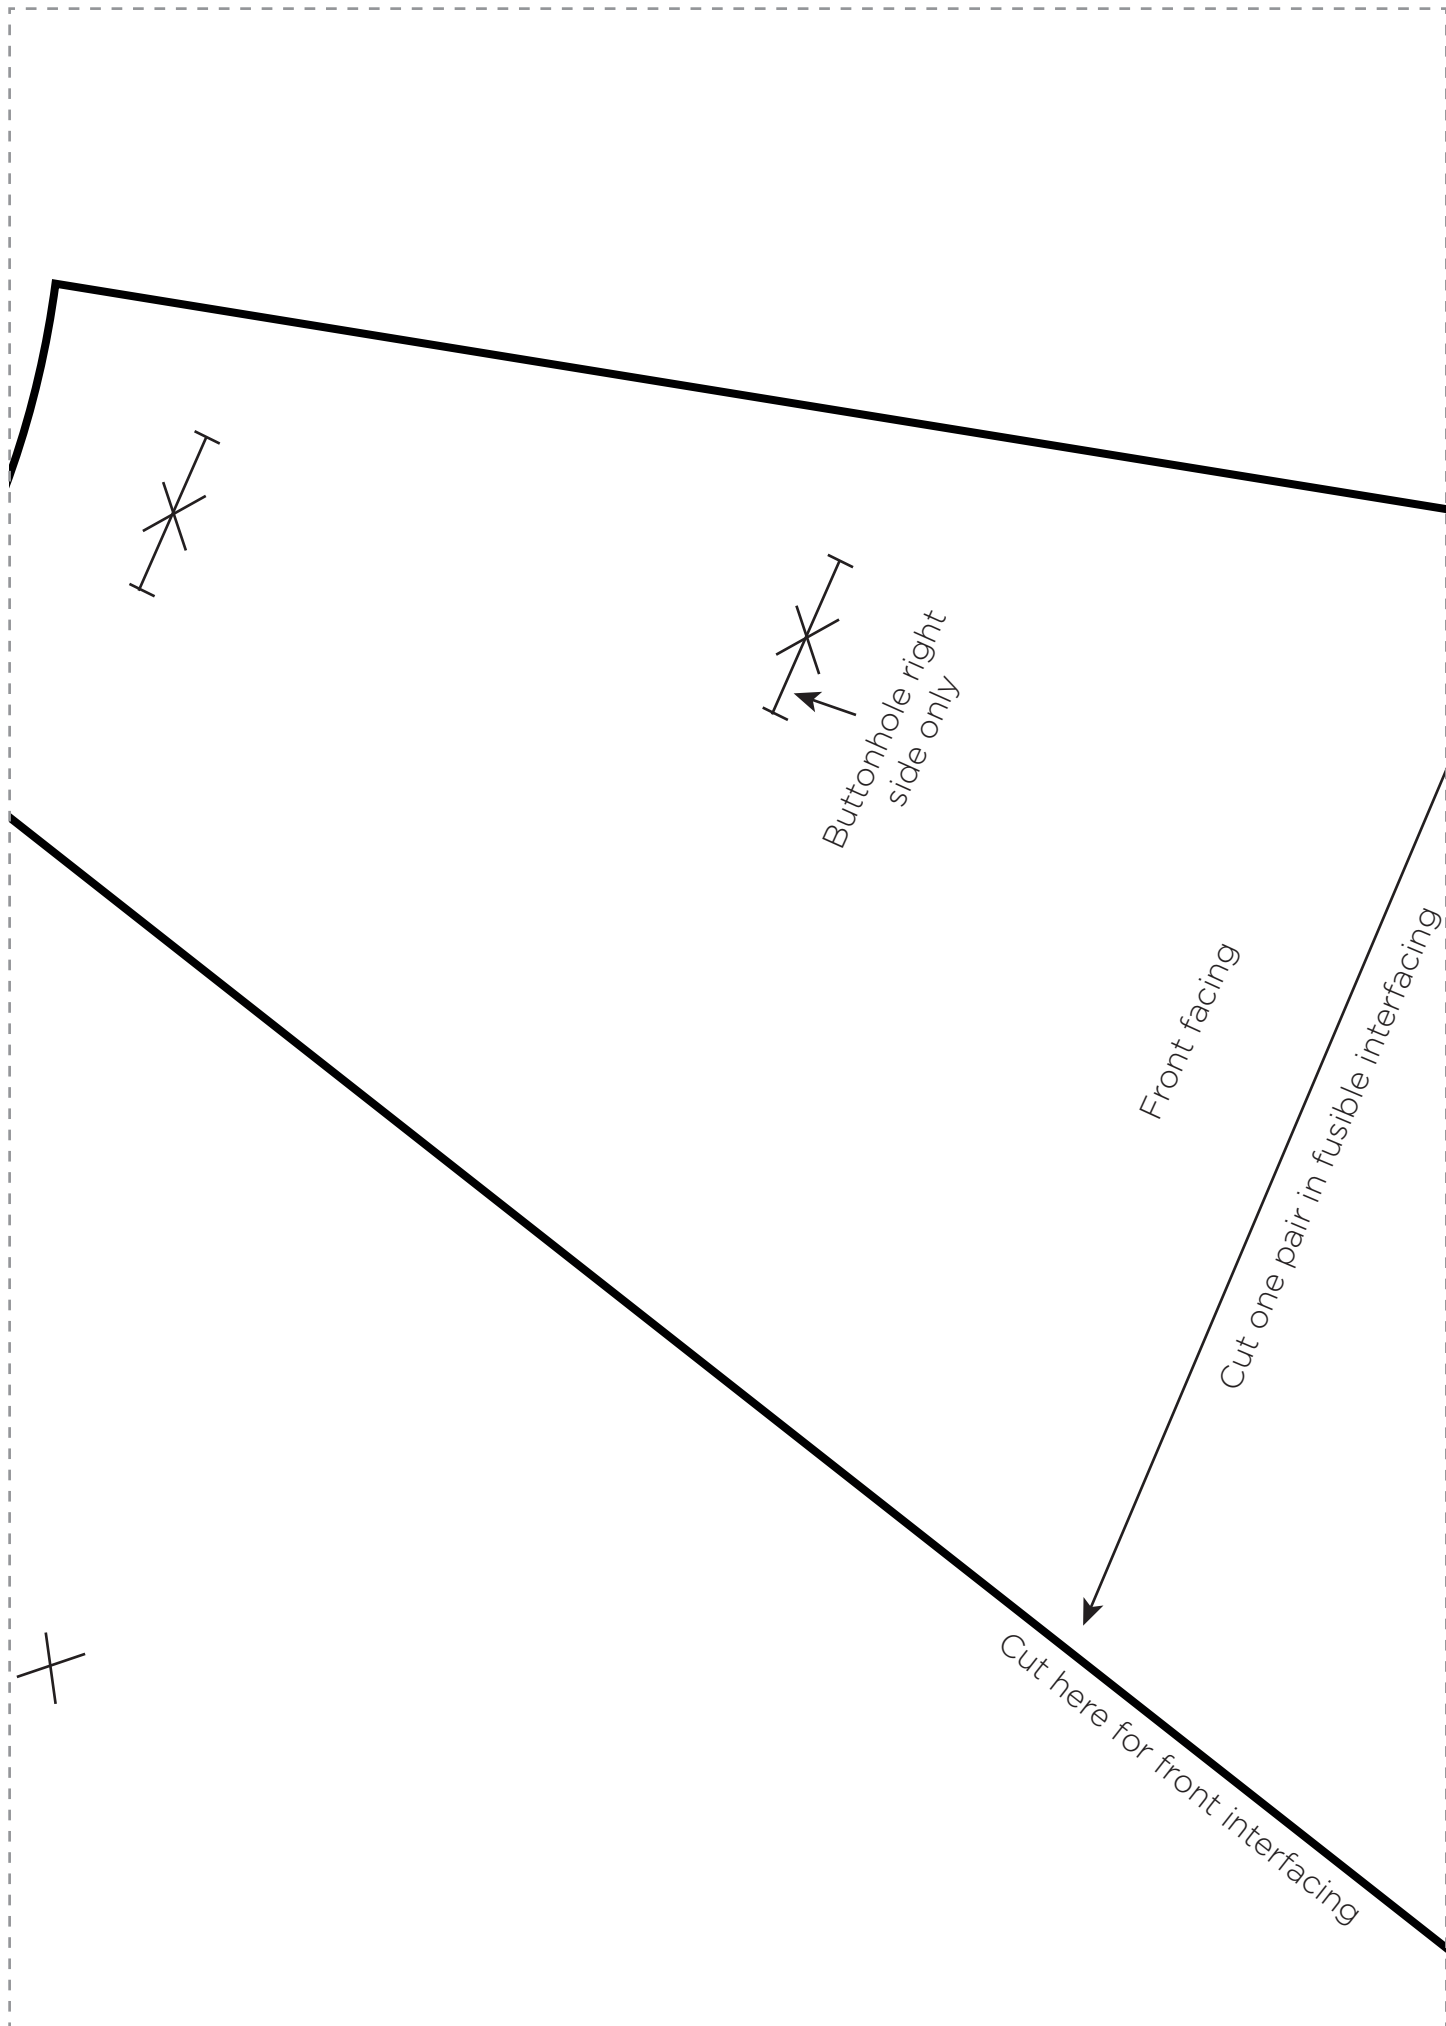 Buttonhole right
side only
Front facing
Cut one pair in fusible interfacing
Cut here for front interfacing